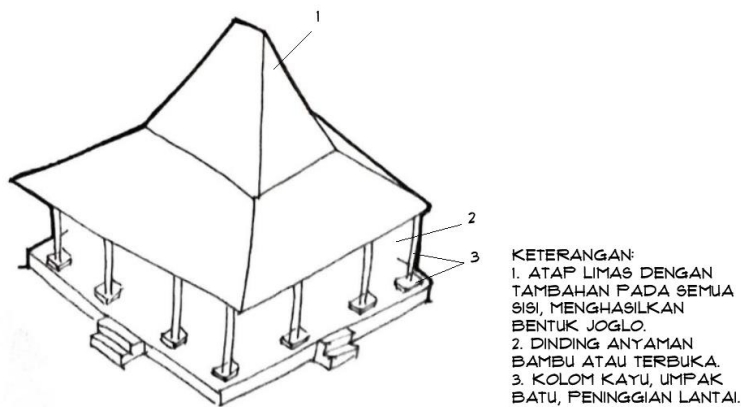 1
2
3
KETERANGAN:
1. ATAP LIMAS DENGAN
TAMBAHAN PADA SEMUA
SISI, MENGHASILKAN
BENTUK JOGLO.
2. DINDING ANYAMAN
BAMBU ATAU TERBUKA.
3. KOLOM KAYU, UMPAK
BATU, PENINGGIAN LANTAI.